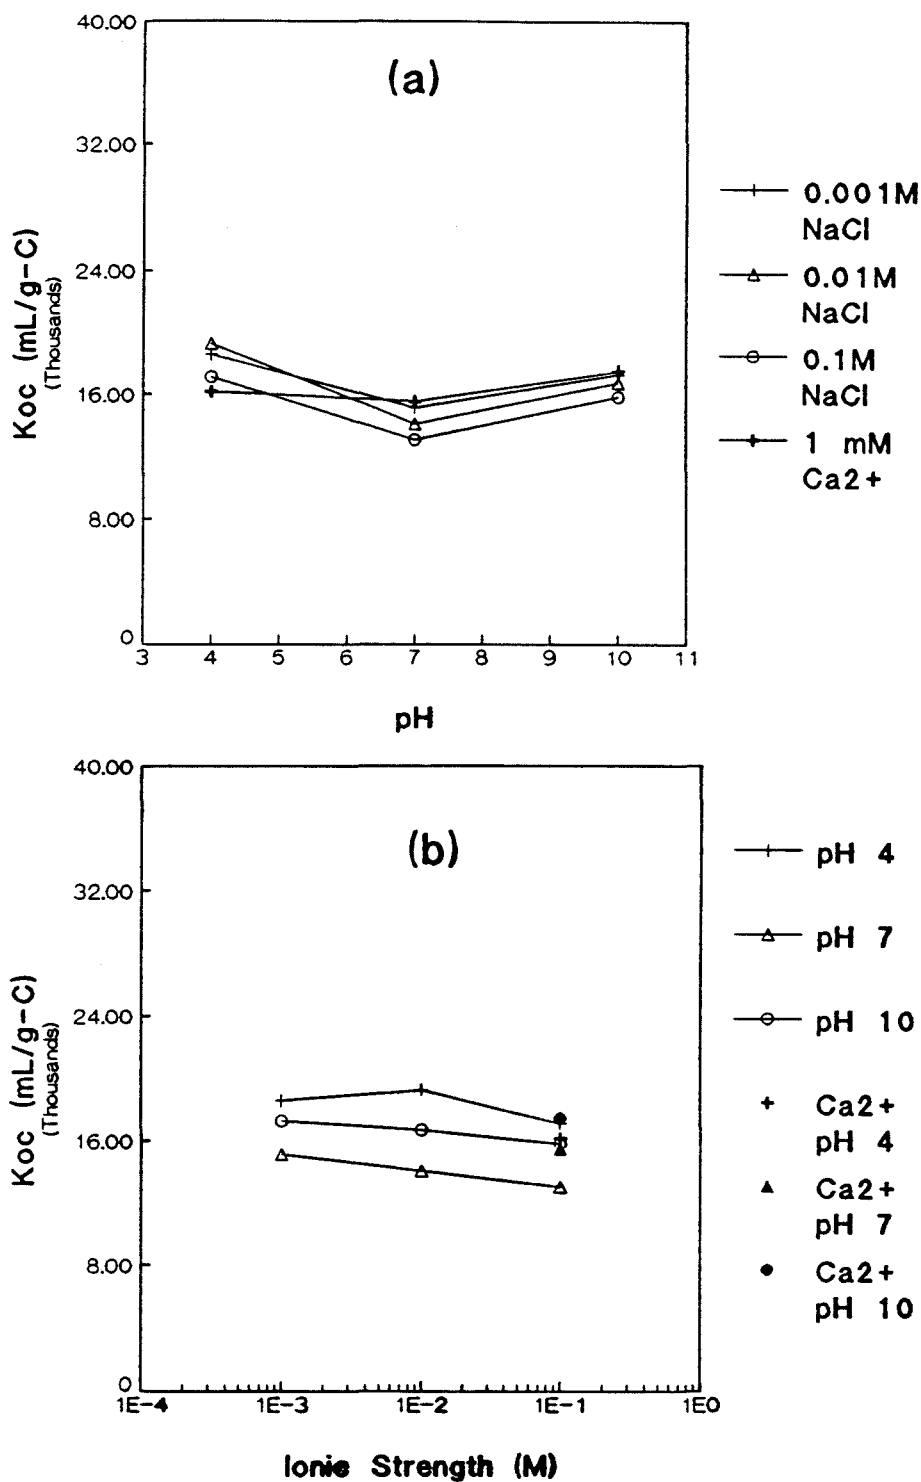 40.00
(a)
32.00
24.00
16.00
8.00
0
Koc (mL/g-C)
(Thousands)
3 4 5 6 7 8 9 10 11
pH
0.001M
NaCl
0.01M
NaCl
0.1M
NaCl
1 mM
Ca2+
40.00
(b)
32.00
24.00
16.00
8.00
0
Koc (mL/g-C)
(Thousands)
1E-4 1E-3 1E-2 1E-1 1E0
Ionic Strength (M)
pH 4
pH 7
pH 10
Ca2+
pH 4
Ca2+
pH 7
Ca2+
pH 10